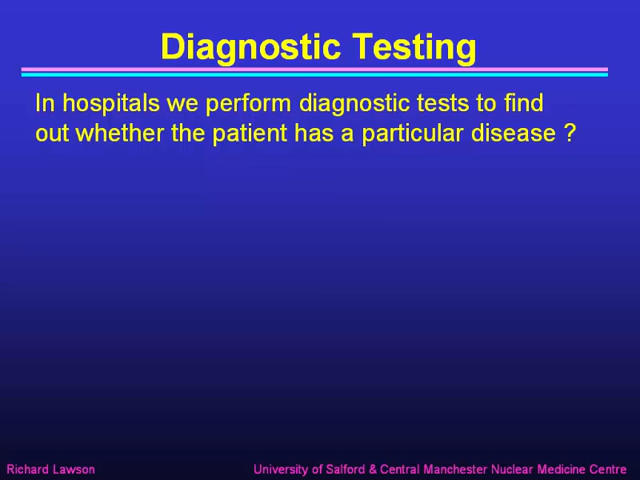 Diagnostic Testing
In hospitals we perform diagnostic tests to find
out whether the patient has a particular disease ?
Richard Lawson
University of Salford & Central Manchester Nuclear Medicine Centre